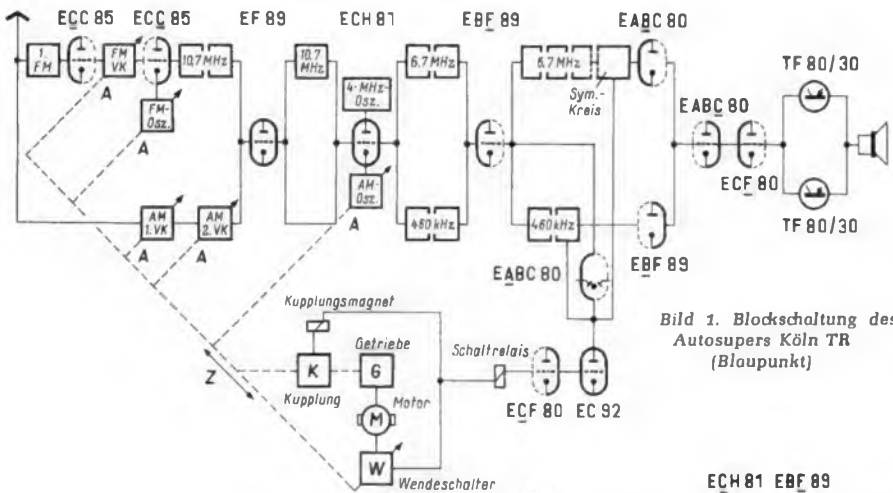 ECC 85
ECC 85
EF 89
ECH 81
EBF 89
EABC 80
1. FM
FM VK
10,7 MHz
10,7 MHz
6,7 MHz
6,7 MHz
Sym.-Kreis
TF 80/30
A
FM-Osz.
A
4-MHz-Osz.
EABC 80
ECF 80
AM 1. VK
AM 2. VK
A
A
AM-Osz.
A
460 kHz
460 kHz
EBF 89
TF 80/30
EABC 80
Kupplungsmagnet
Getriebe
Schaltrelais
Bild 1. Blockschaltung des
Autosupers Köln TR
(Blaupunkt)
Z
K
G
Kupplung
M
Motor
ECF 80
EC 92
W
Wendeschalter
ECH 81 EBF 89